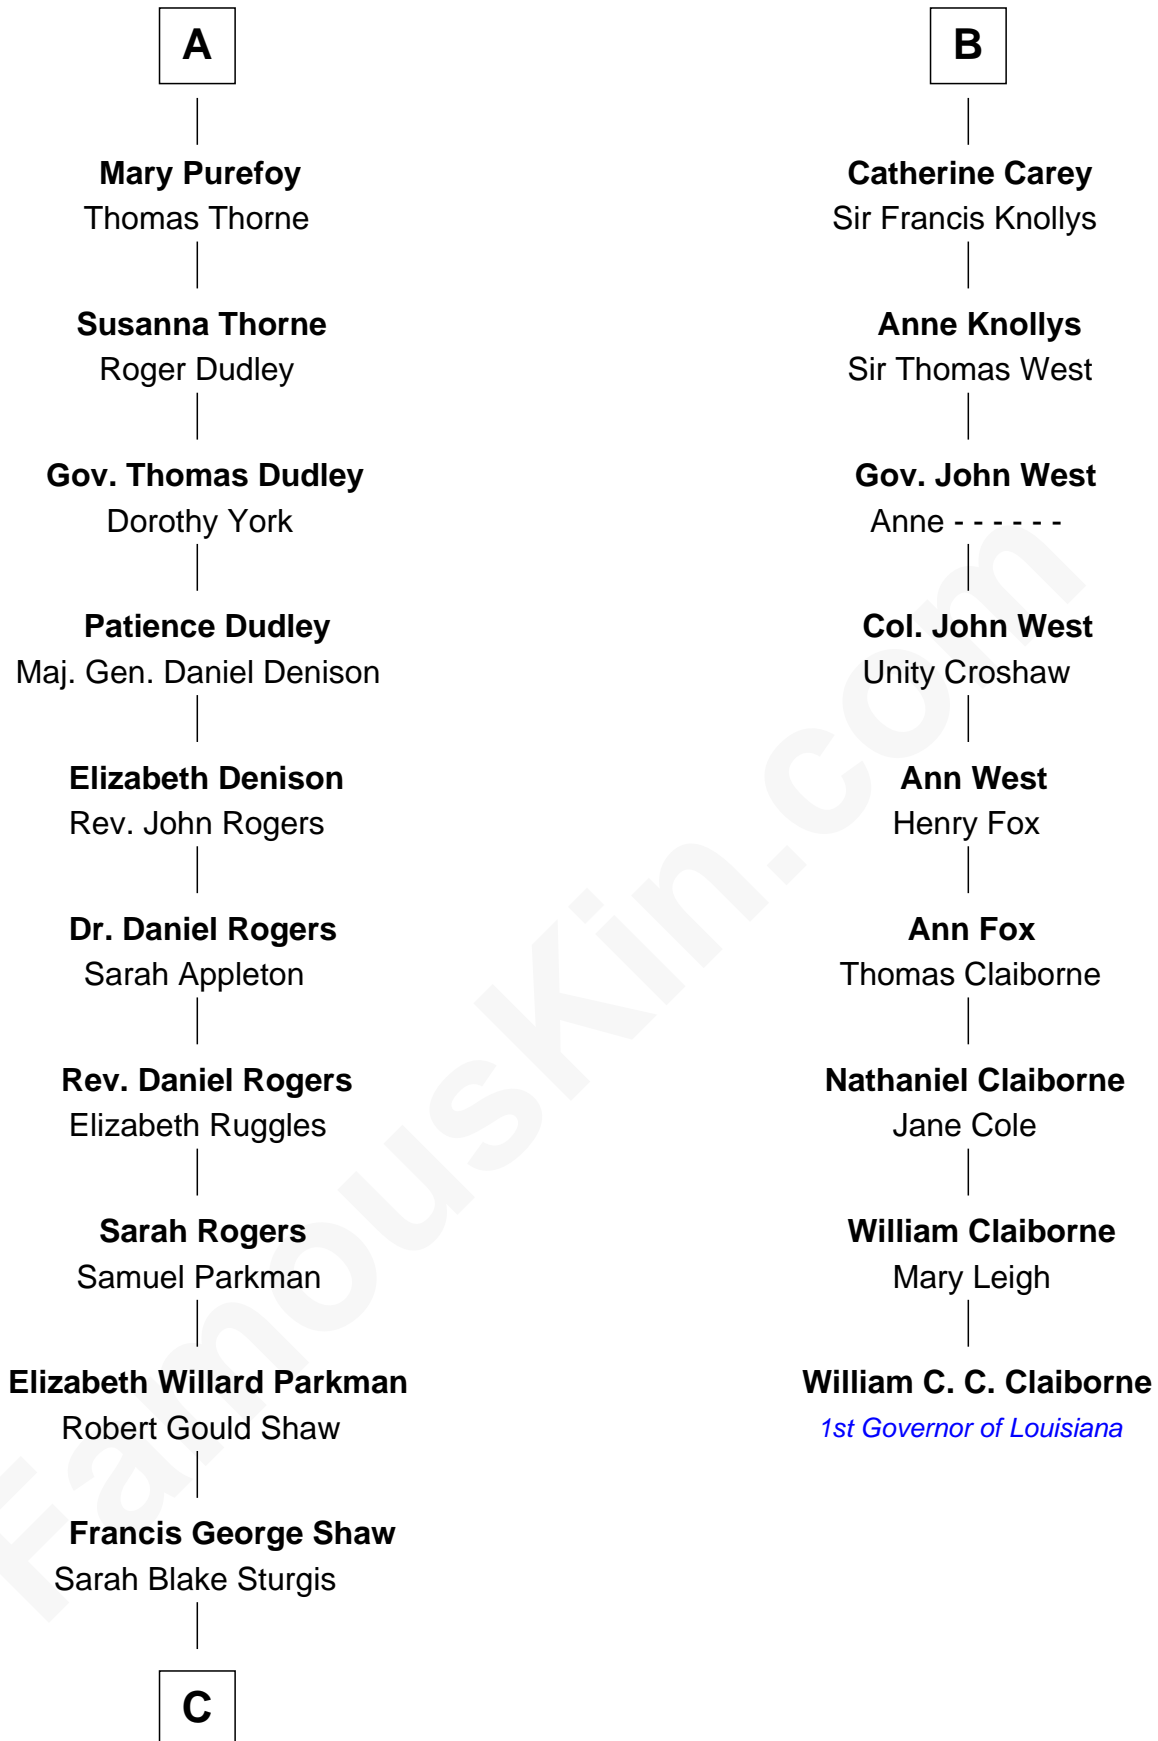 A
Mary Purefoy
Thomas Thorne
Susanna Thorne
Roger Dudley
Gov. Thomas Dudley
Dorothy York
Patience Dudley
Maj. Gen. Daniel Denison
Elizabeth Denison
Rev. John Rogers
Dr. Daniel Rogers
Sarah Appleton
Rev. Daniel Rogers
Elizabeth Ruggles
Sarah Rogers
Samuel Parkman
Elizabeth Willard Parkman
Robert Gould Shaw
Francis George Shaw
Sarah Blake Sturgis
C
B
Catherine Carey
Sir Francis Knollys
Anne Knollys
Sir Thomas West
Gov. John West
Anne - - - - - -
Col. John West
Unity Croshaw
Ann West
Henry Fox
Ann Fox
Thomas Claiborne
Nathaniel Claiborne
Jane Cole
William Claiborne
Mary Leigh
William C. C. Claiborne
1st Governor of Louisiana
FamousKin.com